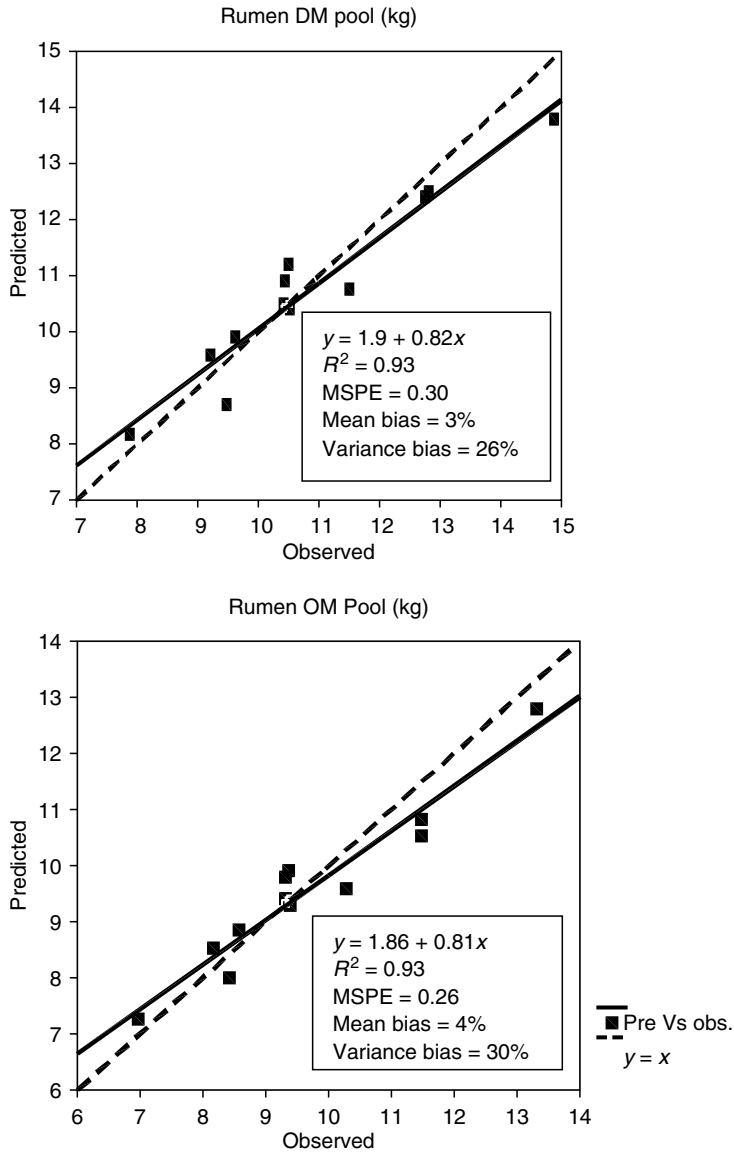 Rumen DM pool (kg)
15
14
13
12
11
10
9
8
7
Predicted
y = 1.9 + 0.82x
R² = 0.93
MSPE = 0.30
Mean bias = 3%
Variance bias = 26%
7 8 9 10 11 12 13 14 15
Observed
Rumen OM Pool (kg)
14
13
12
11
10
9
8
7
6
Predicted
y = 1.86 + 0.81x
R² = 0.93
MSPE = 0.26
Mean bias = 4%
Variance bias = 30%
6 7 8 9 10 11 12 13 14
Observed
Pre Vs obs.
y = x